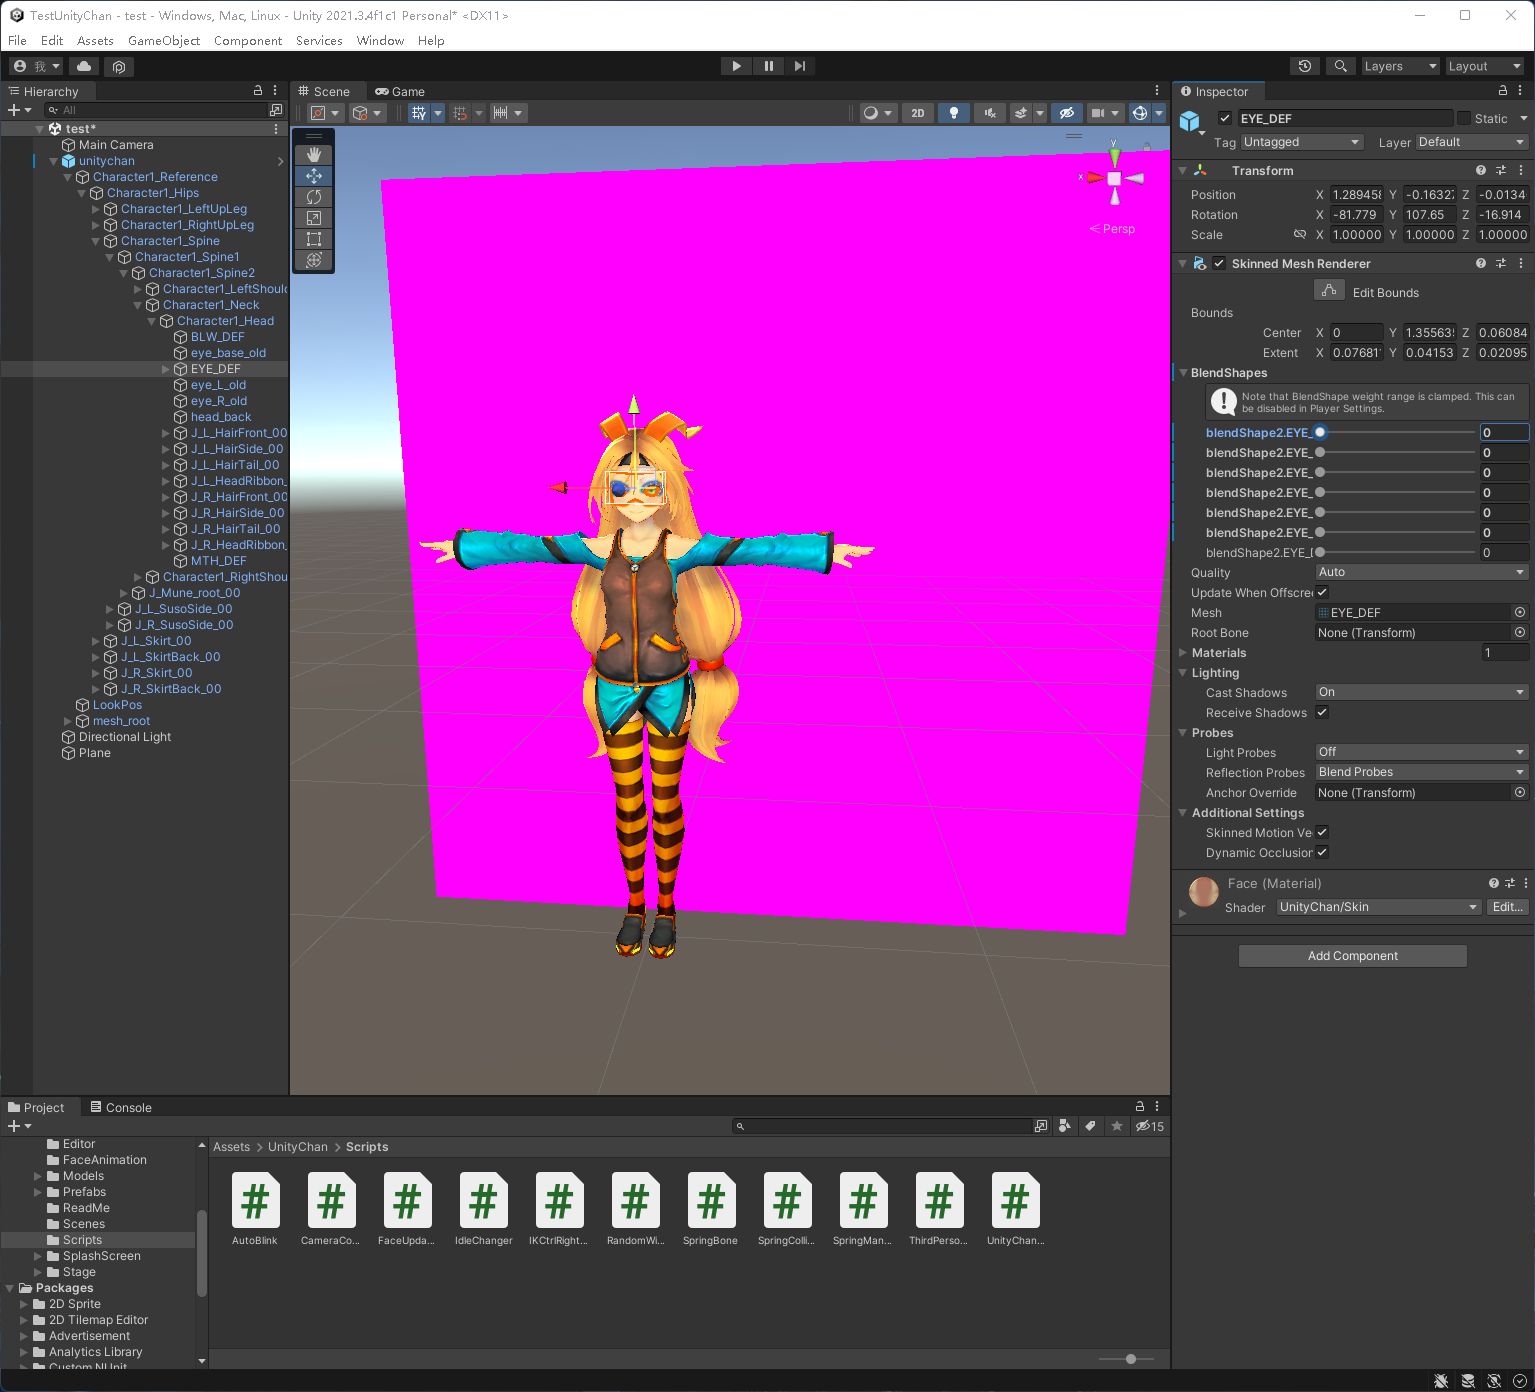 TestUnityChan - test - Windows, Mac, Linux - Unity 2021.3.4f1c1 Personal* <DX11>
File Edit Assets GameObject Component Services Window Help
我 Layers Layout
Hierarchy
All
test*
Main Camera
unitychan
Character1_Reference
Character1_Hips
Character1_LeftUpLeg
Character1_RightUpLeg
Character1_Spine
Character1_Spine1
Character1_Spine2
Character1_LeftShould
Character1_Neck
Character1_Head
BLW_DEF
eye_base_old
EYE_DEF
eye_L_old
eye_R_old
head_back
J_L_HairFront_00
J_L_HairSide_00
J_L_HairTail_00
J_L_HeadRibbon_
J_R_HairFront_00
J_R_HairSide_00
J_R_HairTail_00
J_R_HeadRibbon_
MTH_DEF
Character1_RightShou
J_Mune_root_00
J_L_SusoSide_00
J_R_SusoSide_00
J_L_Skirt_00
J_L_SkirtBack_00
J_R_Skirt_00
J_R_SkirtBack_00
LookPos
mesh_root
Directional Light
Plane
Scene Game
2D
y
x
Persp
Inspector
EYE_DEF Static
Tag Untagged Layer Default
Transform
Position X 1.289458 Y -0.16327 Z -0.0134
Rotation X -81.779 Y 107.65 Z -16.914
Scale X 1.00000 Y 1.00000 Z 1.00000
Skinned Mesh Renderer
Edit Bounds
Bounds
Center X 0 Y 1.35563 Z 0.06084
Extent X 0.07681 Y 0.04153 Z 0.02095
BlendShapes
Note that BlendShape weight range is clamped. This can
be disabled in Player Settings.
blendShape2.EYE_ 0
blendShape2.EYE_ 0
blendShape2.EYE_ 0
blendShape2.EYE_ 0
blendShape2.EYE_ 0
blendShape2.EYE_ 0
blendShape2.EYE_ 0
Quality Auto
Update When Offscree
Mesh EYE_DEF
Root Bone None (Transform)
Materials 1
Lighting
Cast Shadows On
Receive Shadows
Probes
Light Probes Off
Reflection Probes Blend Probes
Anchor Override None (Transform)
Additional Settings
Skinned Motion Ve
Dynamic Occlusion
Face (Material)
Shader UnityChan/Skin Edit...
Add Component
Project Console
15
Editor
FaceAnimation
Models
Prefabs
ReadMe
Scenes
Scripts
SplashScreen
Stage
Packages
2D Sprite
2D Tilemap Editor
Advertisement
Analytics Library
Custom NUnit
Assets > UnityChan > Scripts
AutoBlink CameraCo... FaceUpda... IdleChanger IKCtrlRight... RandomWi... SpringBone SpringColli... SpringMan... ThirdPerso... UnityChan...